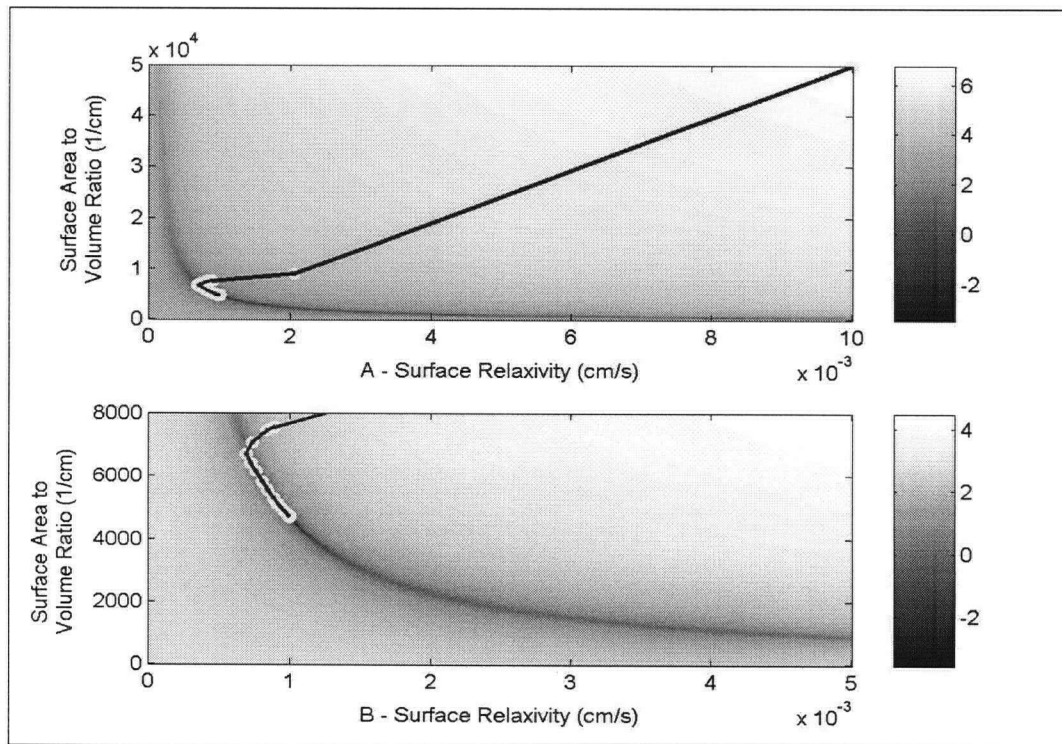 x 10⁴
5
4
3
2
1
0
Surface Area to
Volume Ratio (1/cm)
0 2 4 6 8 10
A - Surface Relaxivity (cm/s)
x 10⁻³
6
4
2
0
-2
8000
6000
4000
2000
0
Surface Area to
Volume Ratio (1/cm)
0 1 2 3 4 5
B - Surface Relaxivity (cm/s)
x 10⁻³
4
2
0
-2